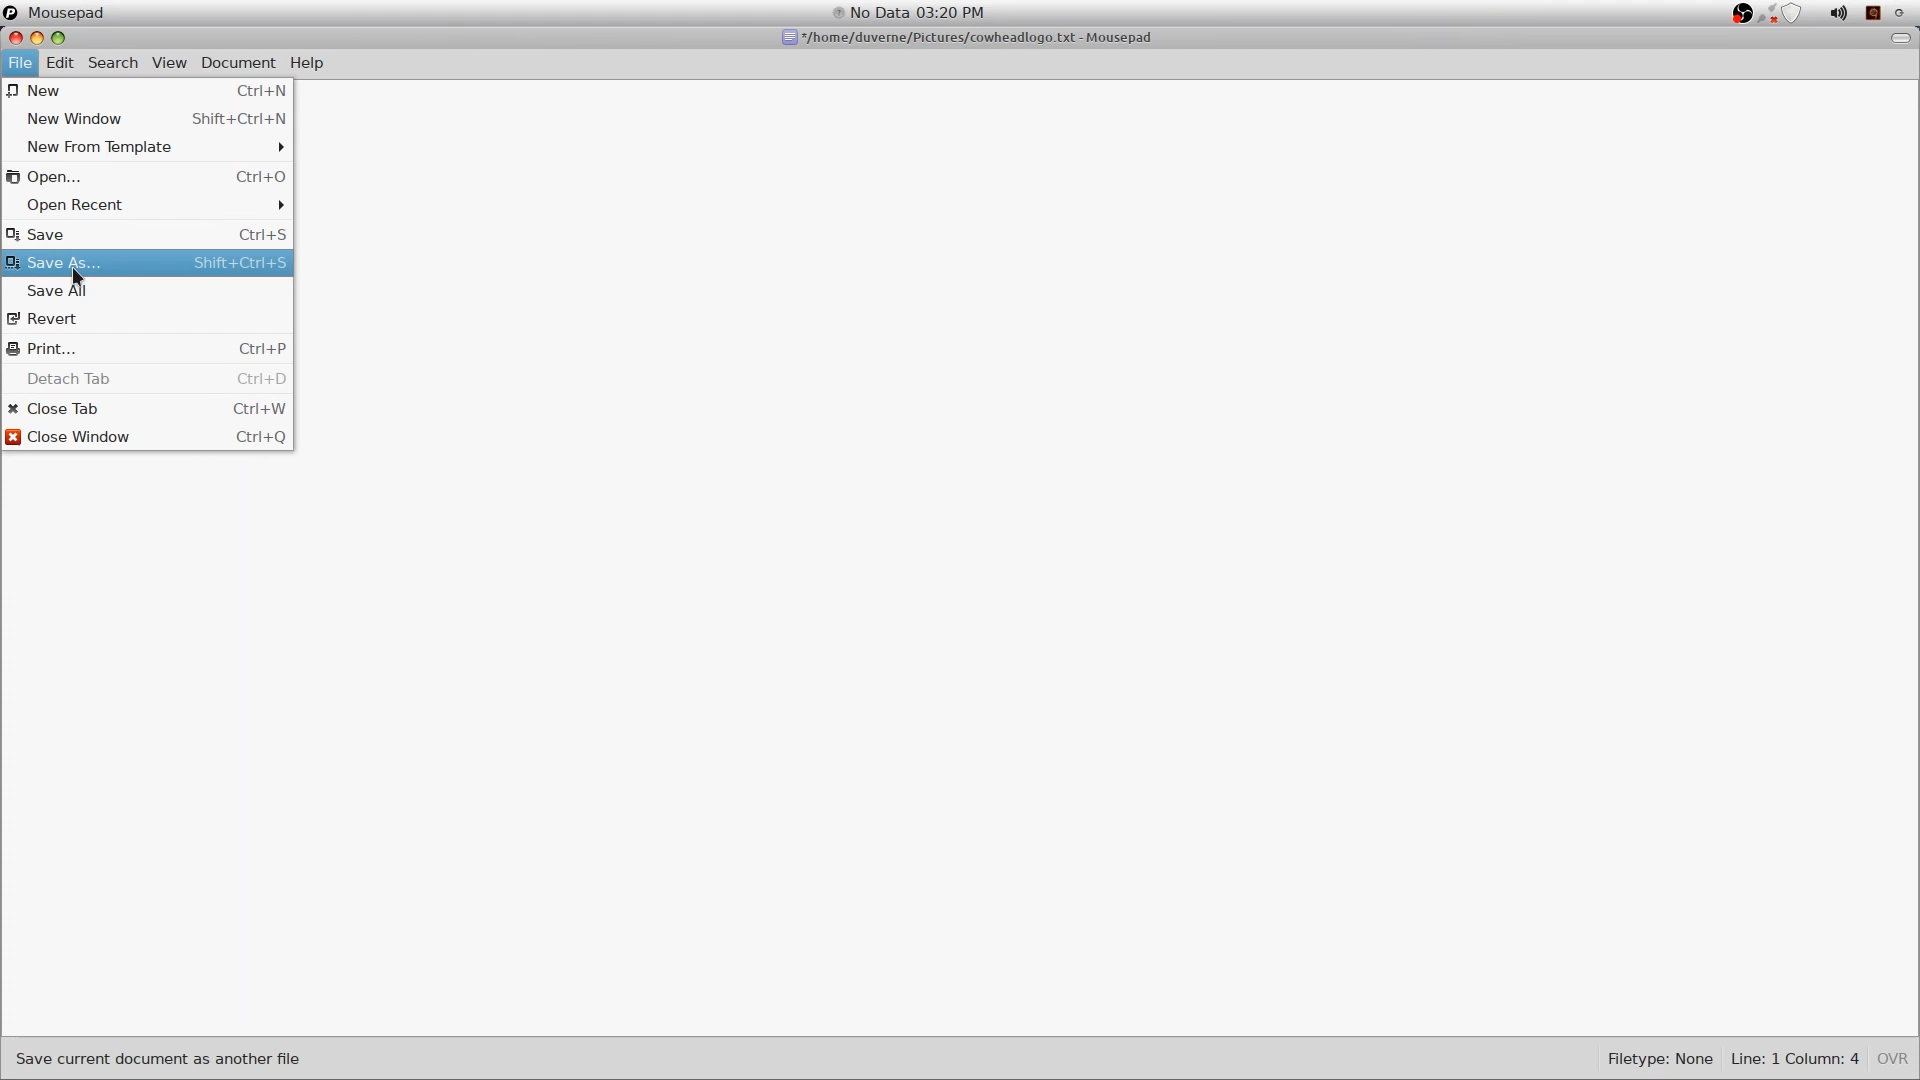 Mousepad
No Data 03:20 PM
*/home/duverne/Pictures/cowheadlogo.txt - Mousepad
File Edit Search View Document Help
New Ctrl+N
New Window Shift+Ctrl+N
New From Template
Open... Ctrl+O
Open Recent
Save Ctrl+S
Save As... Shift+Ctrl+S
Save All
Revert
Print... Ctrl+P
Detach Tab Ctrl+D
Close Tab Ctrl+W
Close Window Ctrl+Q
Save current document as another file
Filetype: None Line: 1 Column: 4 OVR